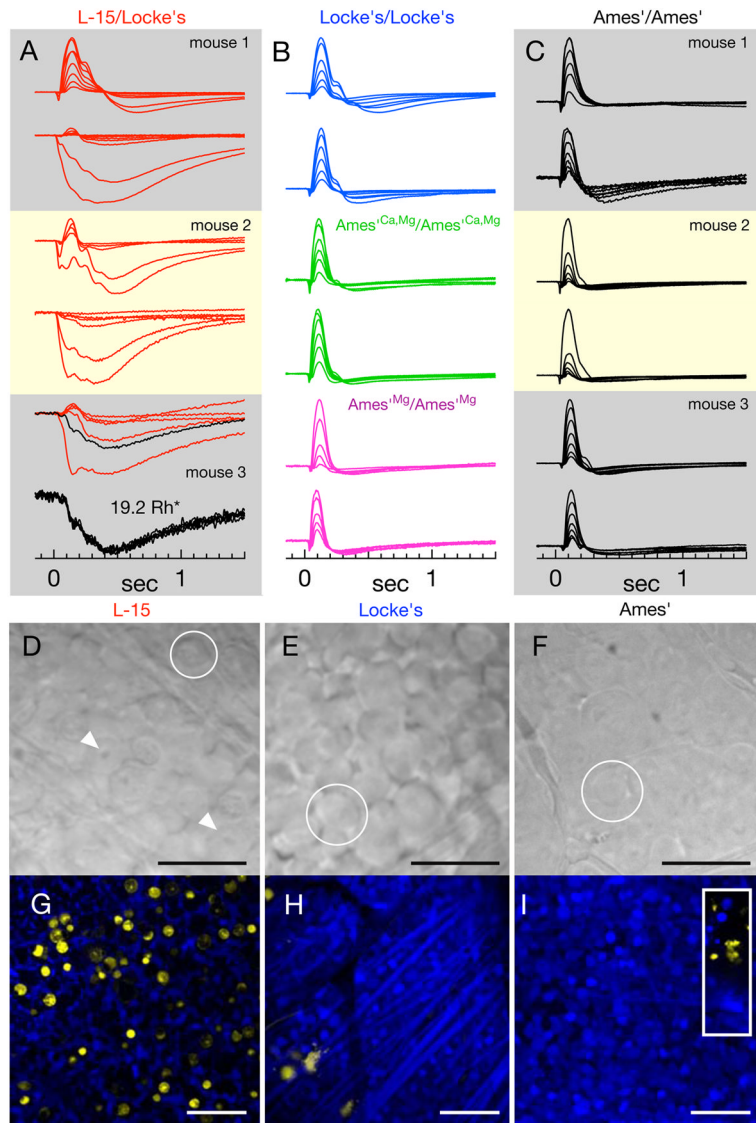 L-15/Locke's
Locke's/Locke's
Ames'/Ames'
A
mouse 1
B
C
mouse 1
mouse 2
Ames'Ca,Mg/Ames'Ca,Mg
mouse 2
Ames'Mg/Ames'Mg
mouse 3
mouse 3
19.2 Rh*
0 sec 1
0 sec 1
0 sec 1
L-15
Locke's
Ames'
D
E
F
G
H
I